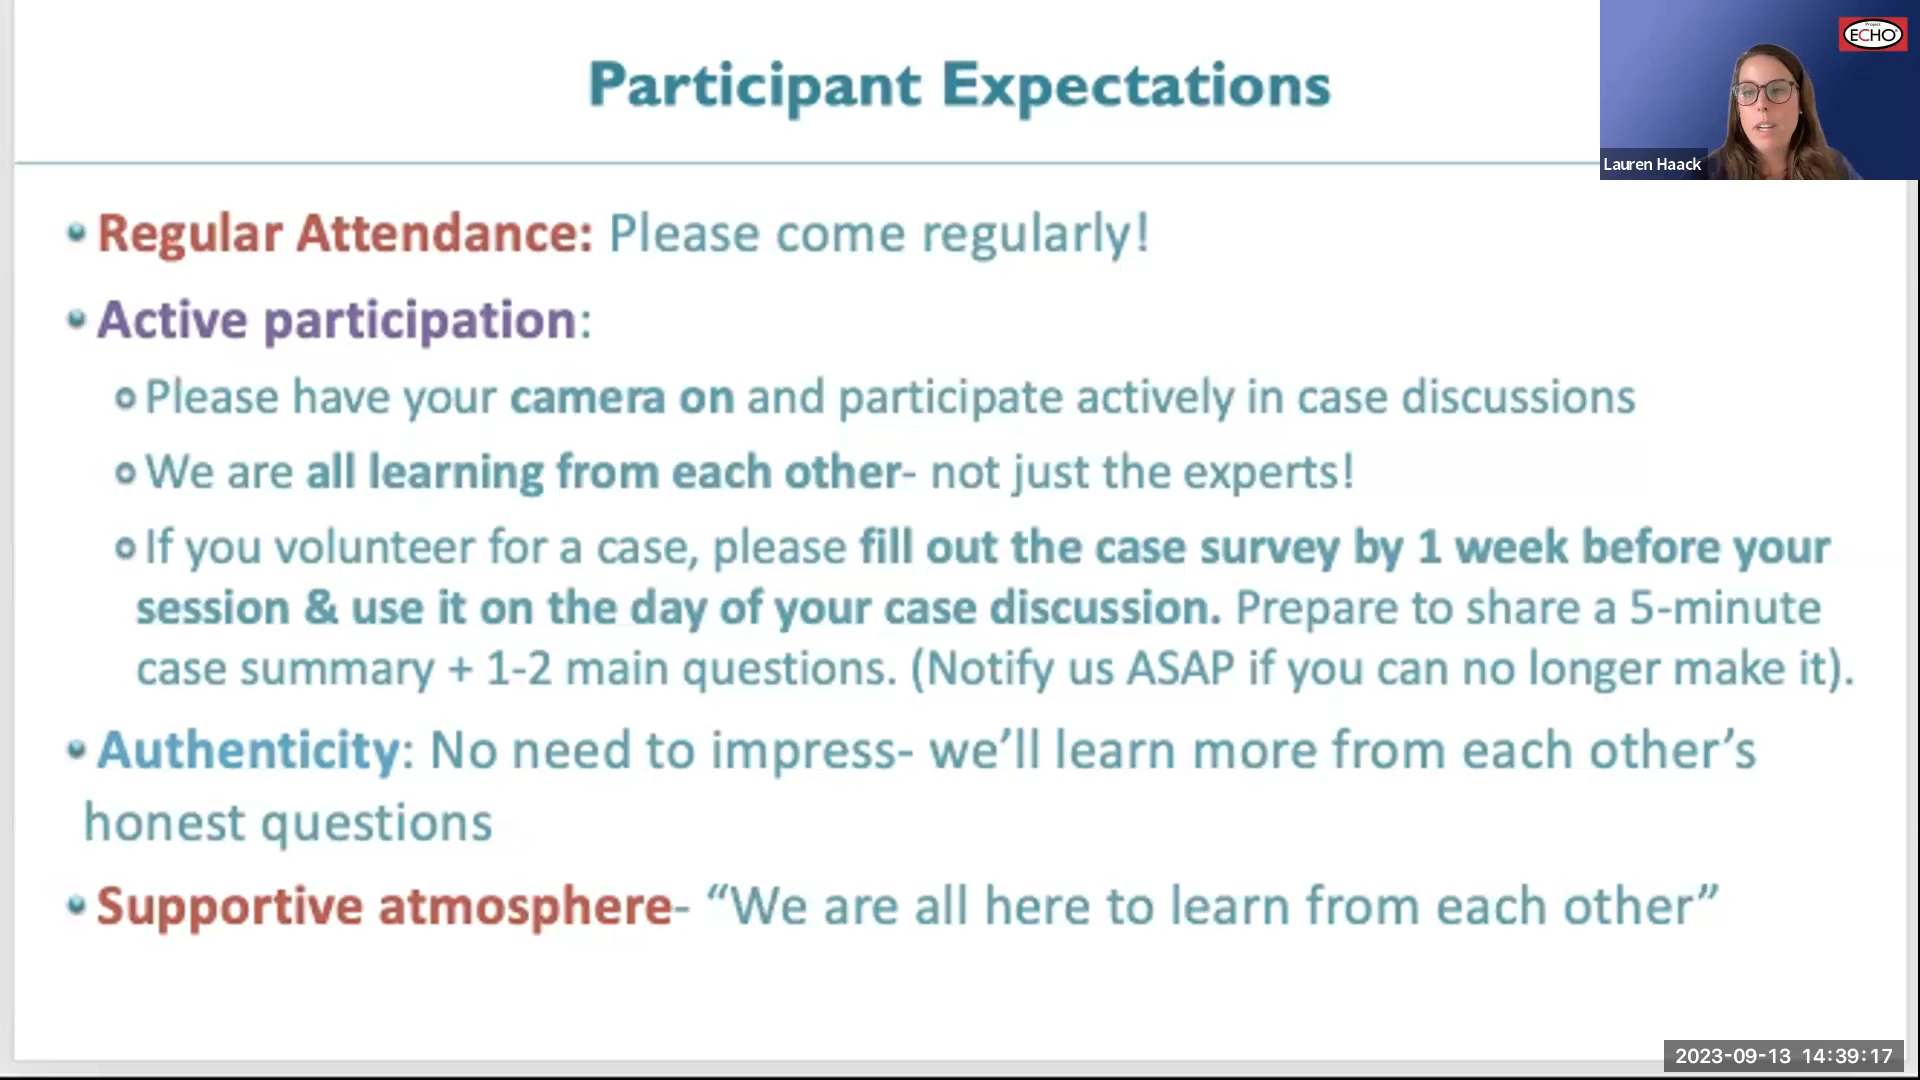 Participant Expectations
Project
ECHO
Lauren Haack
• Regular Attendance: Please come regularly!
• Active participation:
Please have your camera on and participate actively in case discussions
We are all learning from each other- not just the experts!
If you volunteer for a case, please fill out the case survey by 1 week before your
session & use it on the day of your case discussion. Prepare to share a 5-minute
case summary + 1-2 main questions. (Notify us ASAP if you can no longer make it).
• Authenticity: No need to impress- we’ll learn more from each other’s
honest questions
• Supportive atmosphere- “We are all here to learn from each other”
2023-09-13 14:39:17